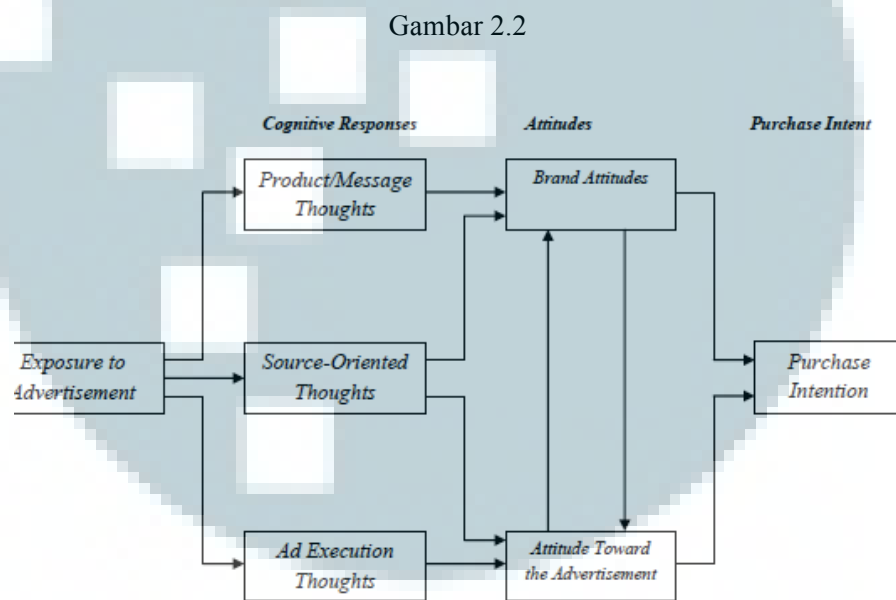 Gambar 2.2
Cognitive Responses Attitudes Purchase Intent
Product/Message
Thoughts
Brand Attitudes
Exposure to
Advertisement
Source-Oriented
Thoughts
Purchase
Intention
Ad Execution
Thoughts
Attitude Toward
the Advertisement